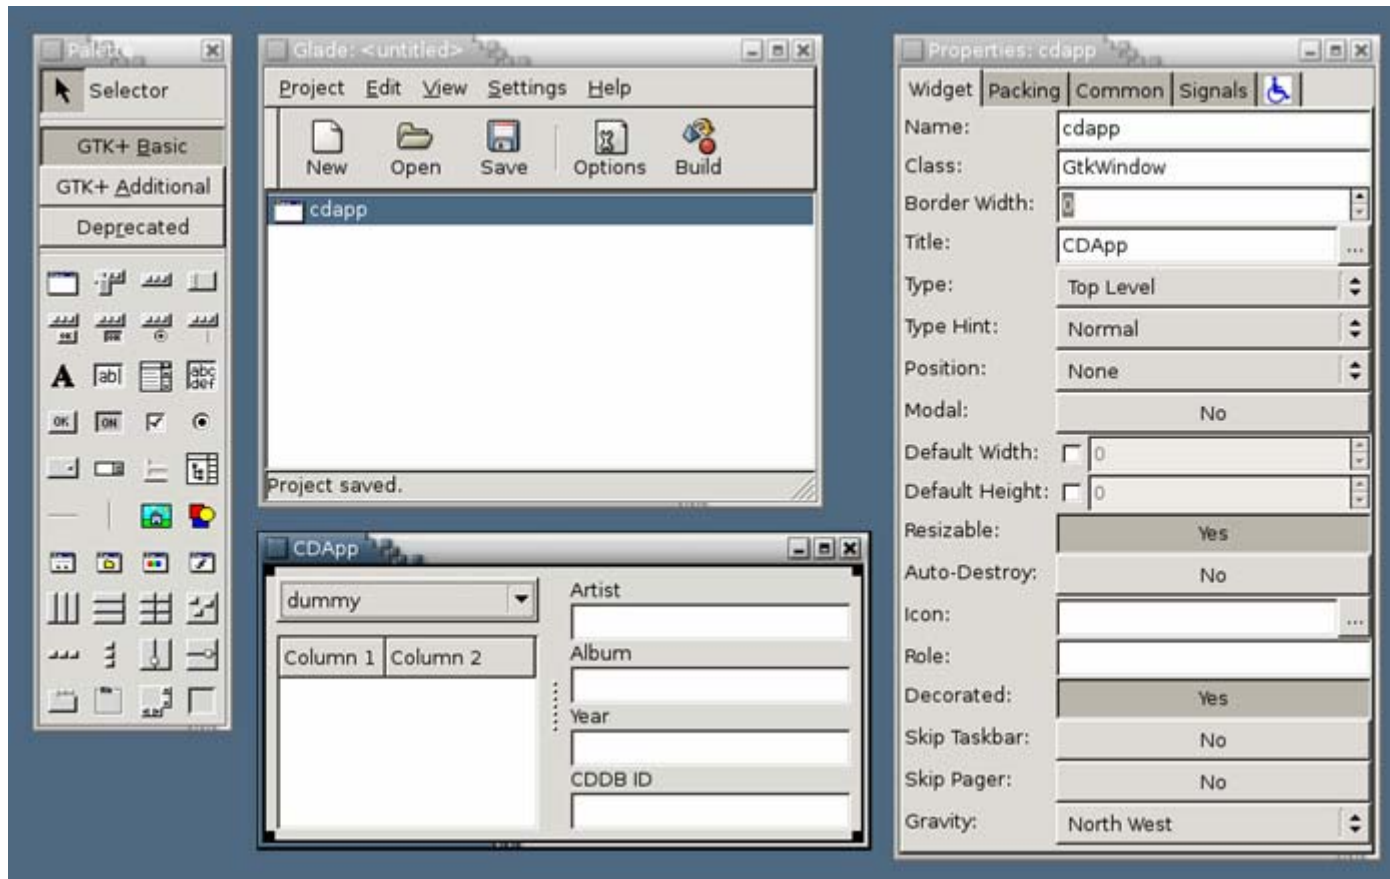 Palette
Selector
GTK+ Basic
GTK+ Additional
Deprecated
OK
A
ab
abc
def
OK
ON
Glade: <untitled>
Project Edit View Settings Help
New Open Save Options Build
cdapp
Project saved.
CDApp
dummy
Column 1 Column 2
Artist
Album
Year
CDDB ID
Properties: cdapp
Widget Packing Common Signals
Name: cdapp
Class: GtkWindow
Border Width: 0
Title: CDApp ...
Type: Top Level
Type Hint: Normal
Position: None
Modal: No
Default Width: 0
Default Height: 0
Resizable: Yes
Auto-Destroy: No
Icon: ...
Role:
Decorated: Yes
Skip Taskbar: No
Skip Pager: No
Gravity: North West